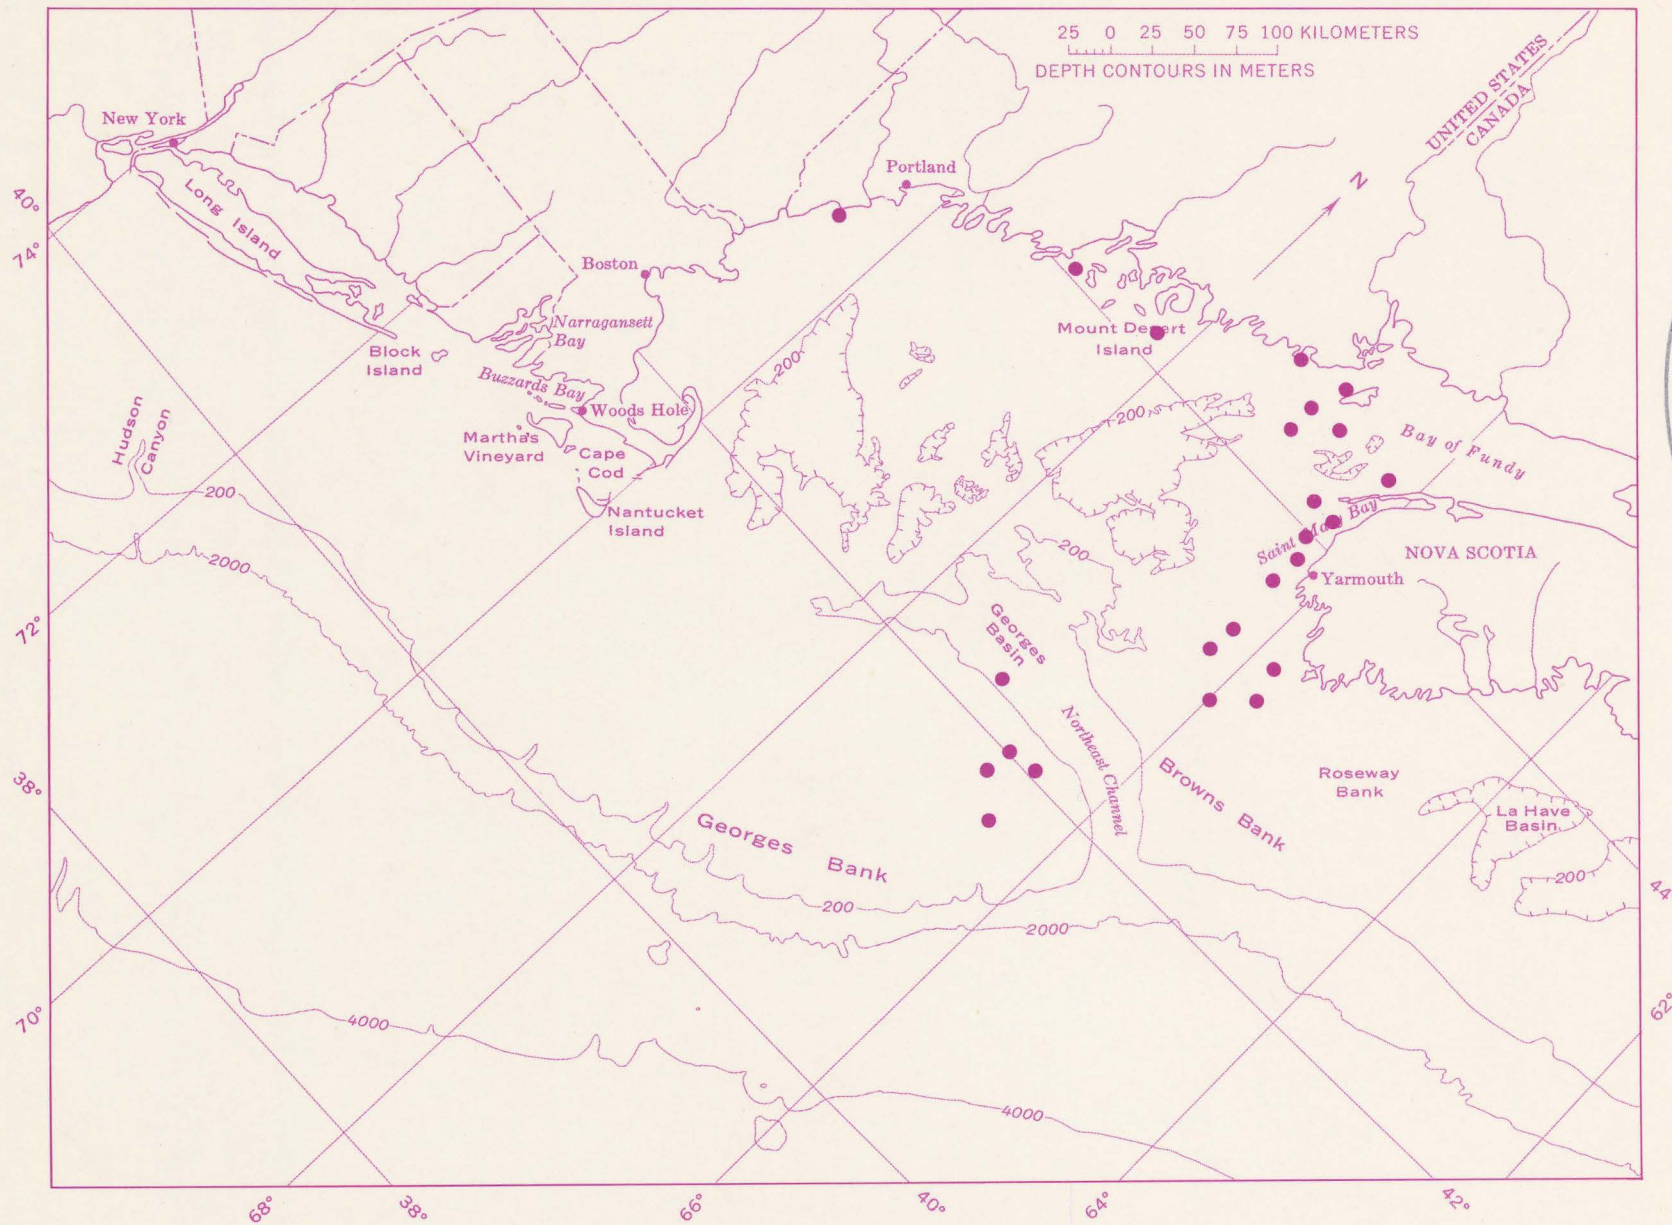 25 0 25 50 75 100 KILOMETERS
DEPTH CONTOURS IN METERS
UNITED STATES
CANADA
New York
Portland
N
40°
74°
Long Island
Boston
Narragansett
Bay
Mount Desert
Island
Block
Island
200
Buzzards Bay
Woods Hole
200
Hudson
Canyon
Martha's
Vineyard
Cape
Cod
Bay of Fundy
200
Nantucket
Island
Saint Mary Bay
NOVA SCOTIA
2000
200
Yarmouth
72°
Georges
Basin
Northeast Channel
38°
Browns Bank
Roseway
Bank
La Have
Basin
Georges Bank
200
44
200
2000
70°
62°
4000
4000
68°
38°
66°
40°
64°
42°